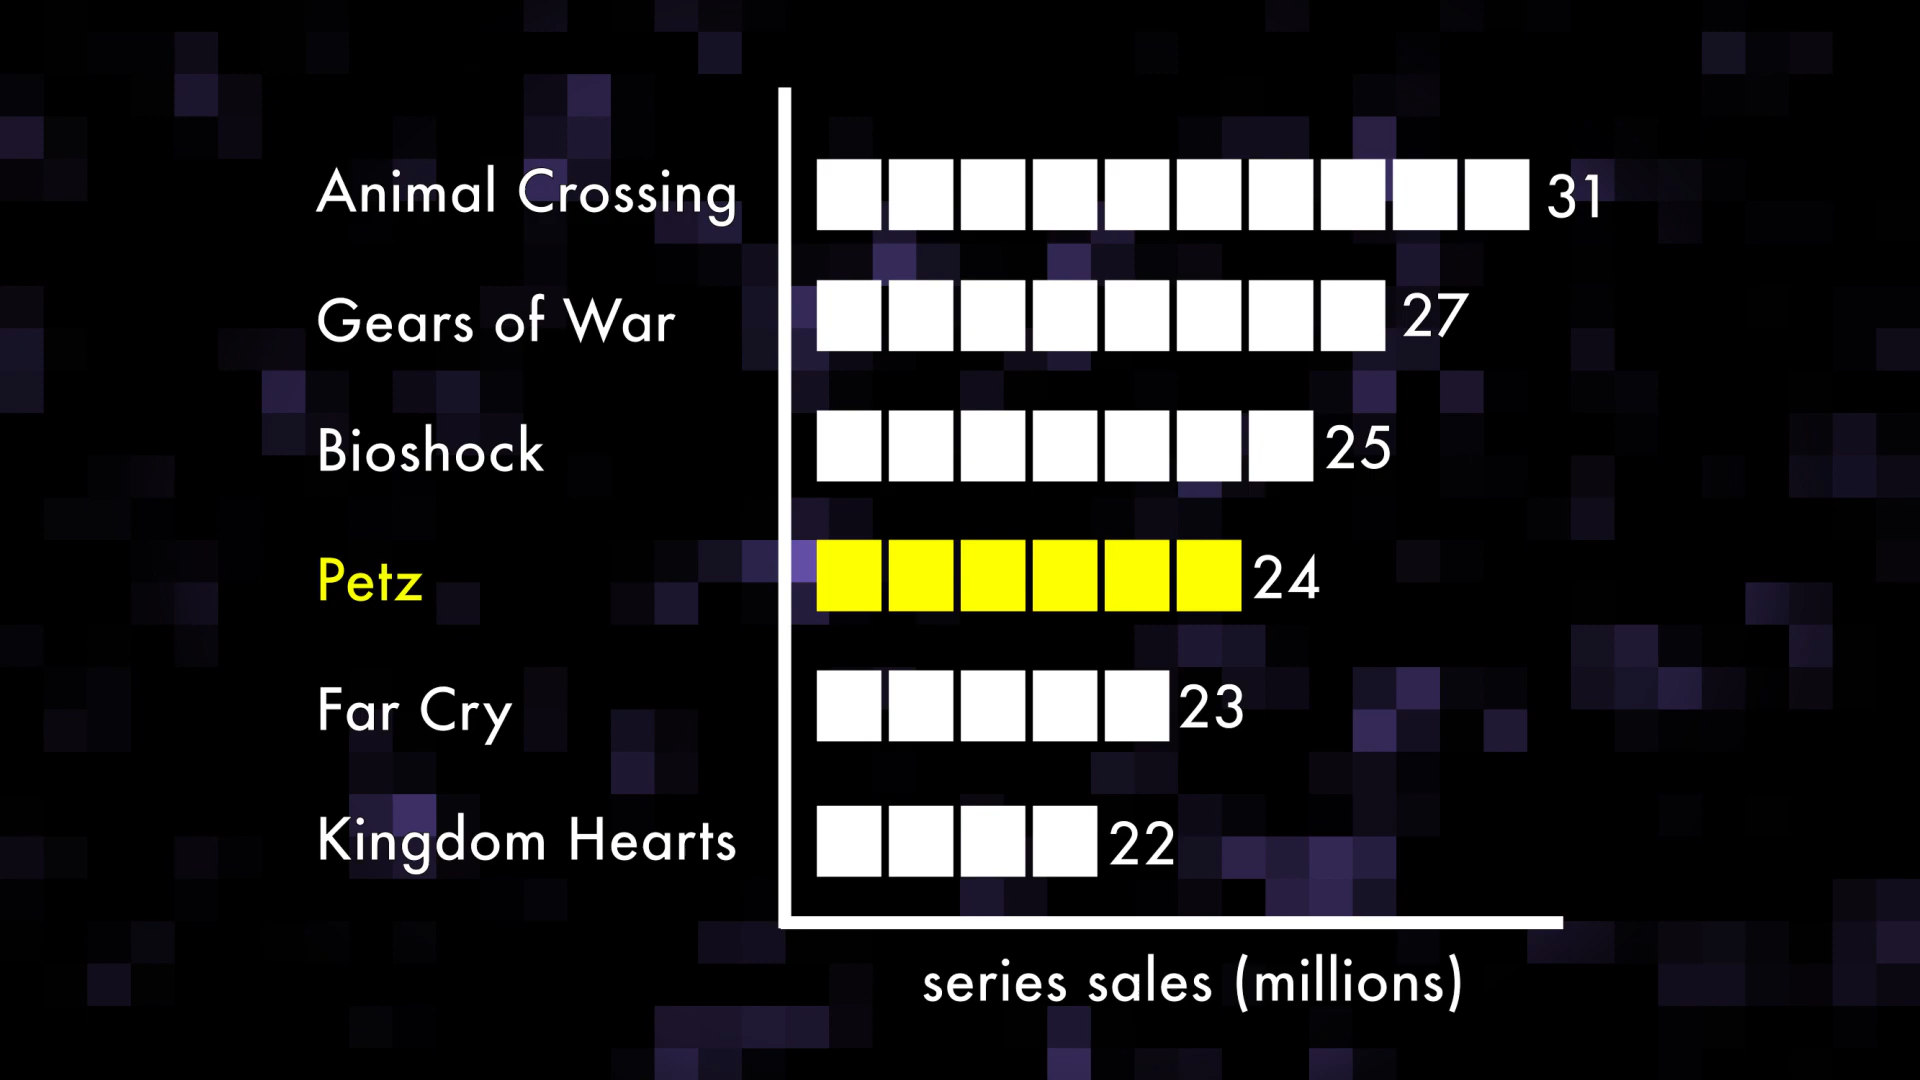 Animal Crossing 31
Gears of War 27
Bioshock 25
Petz 24
Far Cry 23
Kingdom Hearts 22
series sales (millions)